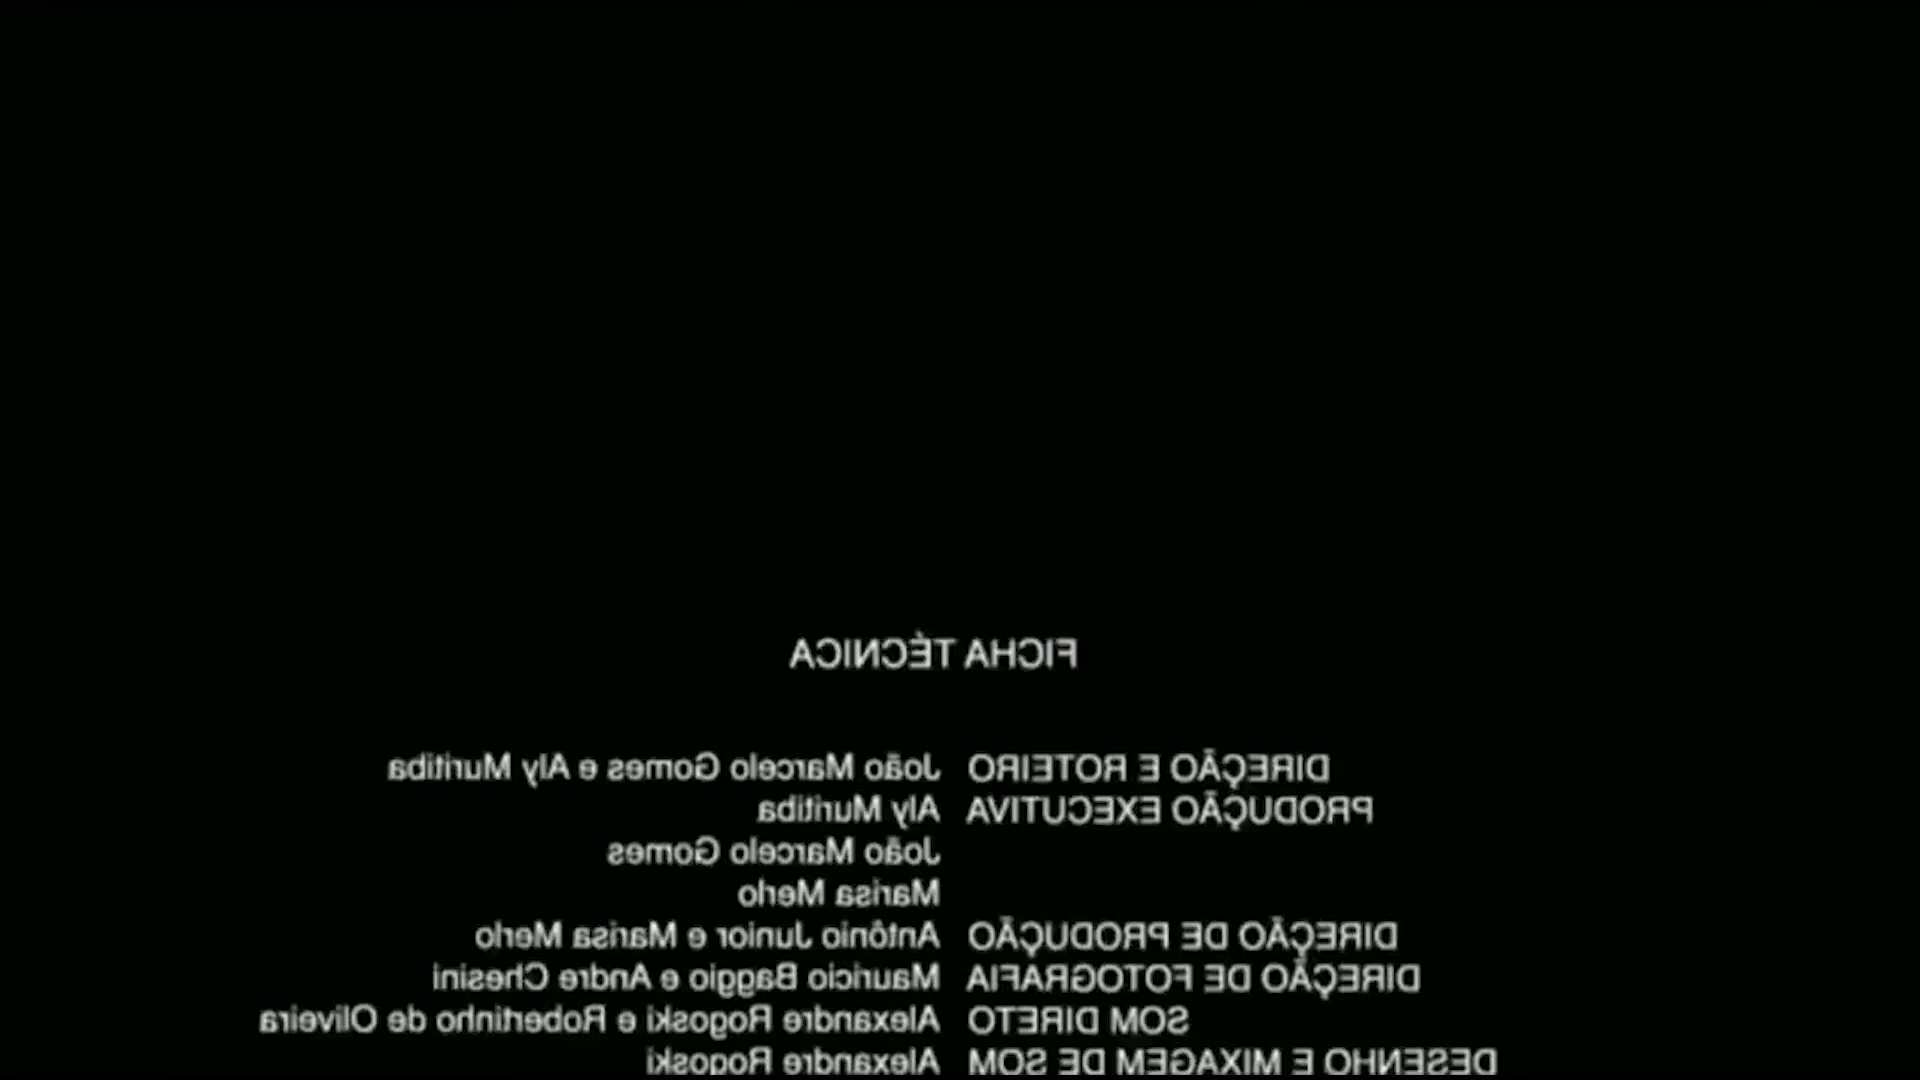 FICHA TÉCNICA
DIREÇÃO E ROTEIRO João Marcelo Gomes e Aly Muritiba
PRODUÇÃO EXECUTIVA Aly Muritiba
João Marcelo Gomes
Marisa Merlo
DIREÇÃO DE PRODUÇÃO Antônio Junior e Marisa Merlo
DIREÇÃO DE FOTOGRAFIA Mauricio Baggio e Andre Chesini
SOM DIRETO Alexandre Rogoski e Robertinho de Oliveira
DESENHO E MIXAGEM DE SOM Alexandre Rogoski